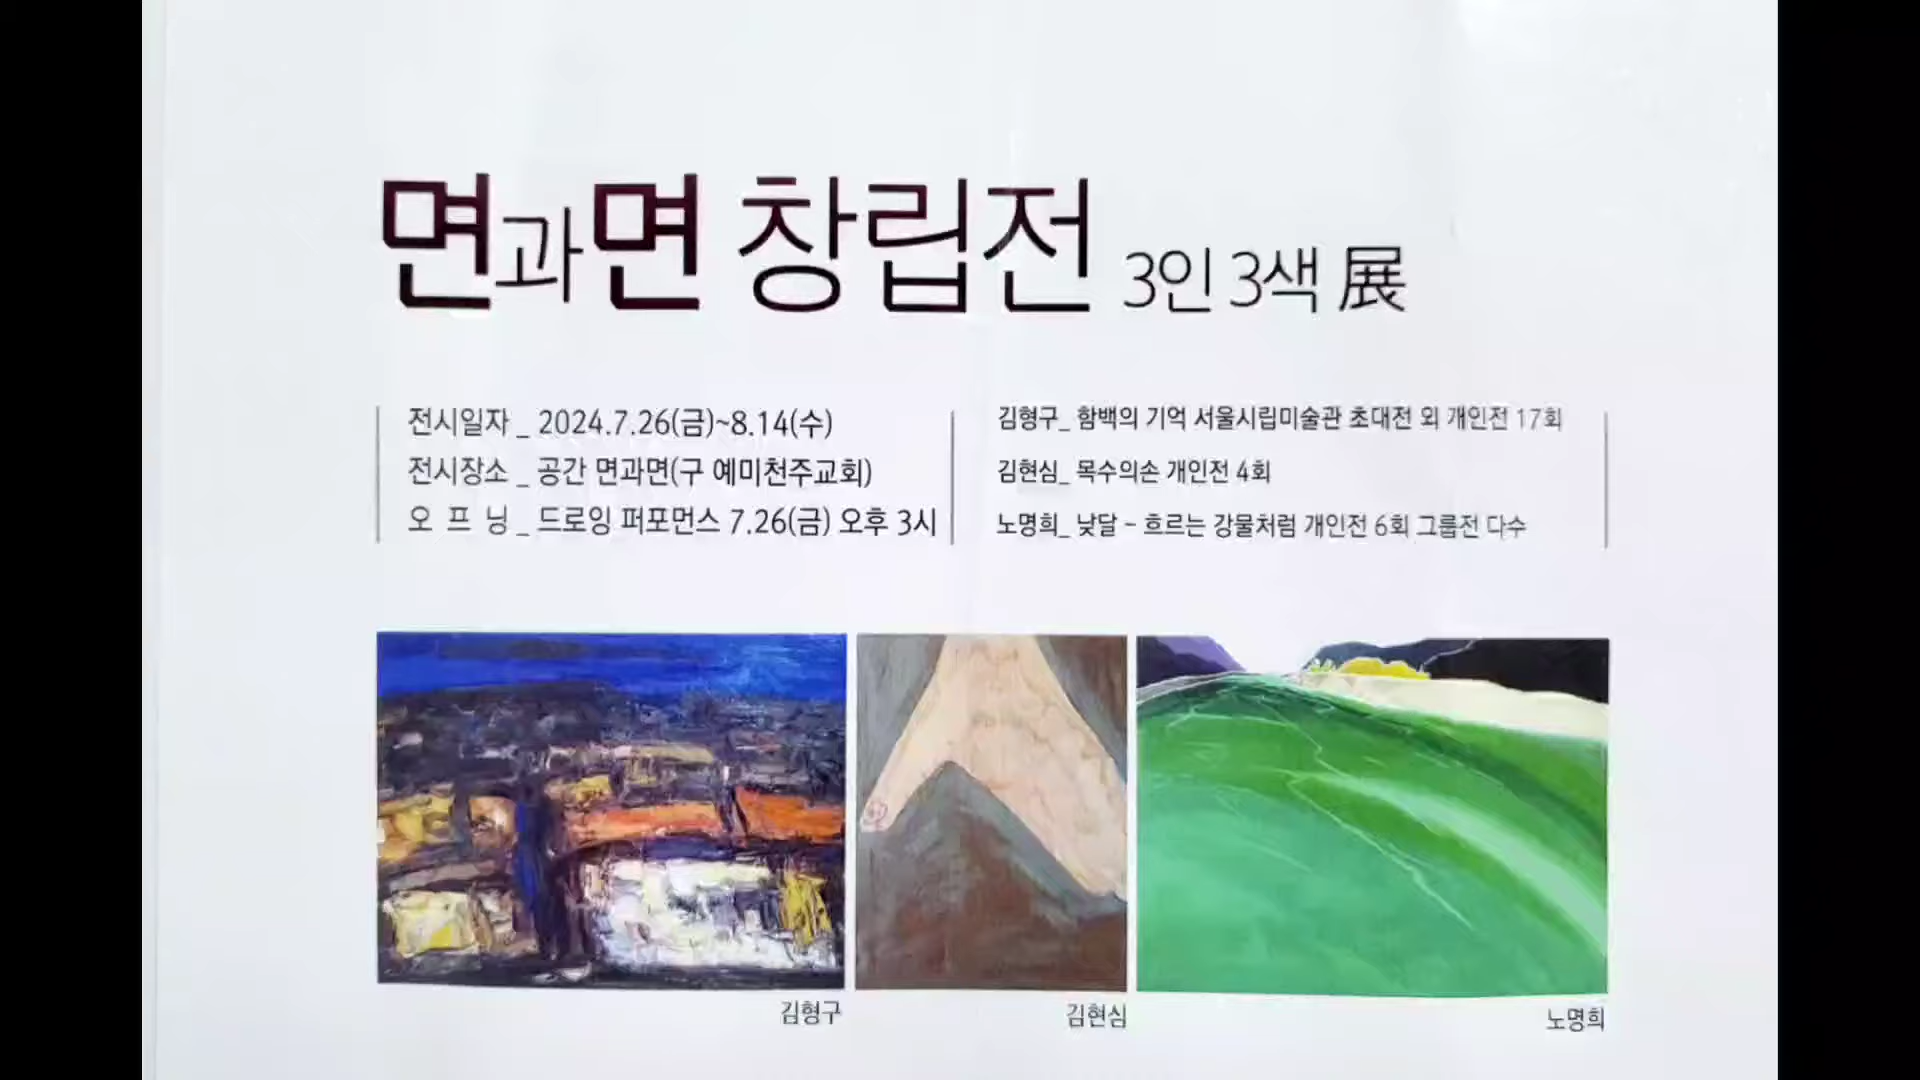 면과면 창립전 3인 3색 展
전시일자 _ 2024.7.26(금)~8.14(수)
전시장소 _ 공간 면과면(구 예미천주교회)
오 프 닝 _ 드로잉 퍼포먼스 7.26(금) 오후 3시
김형구_ 함백의 기억 서울시립미술관 초대전 외 개인전 17회
김현심_ 목수의손 개인전 4회
노명희_ 낮달 - 흐르는 강물처럼 개인전 6회 그룹전 다수
김형구
김현심
노명희